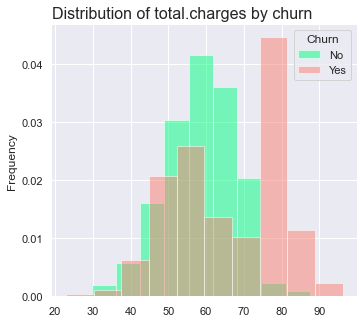 Distribution of total.charges by churn
Churn
No
Yes
0.04
0.03
0.02
0.01
0.00
Frequency
20 30 40 50 60 70 80 90